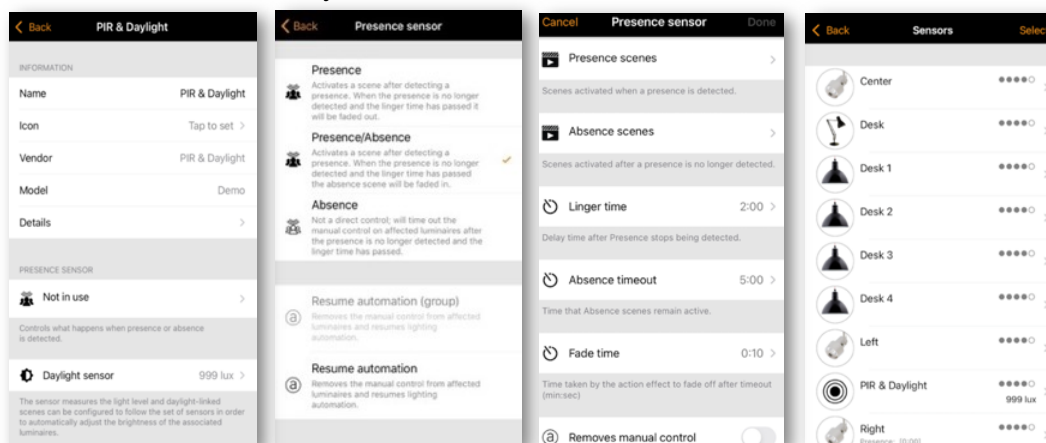 Back
PIR & Daylight
INFORMATION
Name
PIR & Daylight
Icon
Tap to set
Vendor
PIR & Daylight
Model
Demo
Details
PRESENCE SENSOR
Not in use
Controls what happens when presence or absence
is detected.
Daylight sensor
999 lux
The sensor measures the light level and daylight-linked
scenes can be configured to follow the set of sensors in order
to automatically adjust the brightness of the associated
luminaires.
Back
Presence sensor
Presence
Activates a scene after detecting a
presence. When the presence is no longer
detected and the linger time has passed it
will be faded out.
Presence/Absence
Activates a scene after detecting a
presence. When the presence is no longer
detected and the linger time has passed
the absence scene will be faded in.
Absence
Not a direct control; will time out the
manual control on affected luminaires after
the presence is no longer detected and the
linger time has passed.
Resume automation (group)
Removes the manual control from affected
luminaires and resumes lighting
automation.
Resume automation
Removes the manual control from affected
luminaires and resumes lighting
automation.
Cancel
Presence sensor
Done
Presence scenes
Scenes activated when a presence is detected.
Absence scenes
Scenes activated after a presence is no longer detected.
Linger time
2:00
Delay time after Presence stops being detected.
Absence timeout
5:00
Time that Absence scenes remain active.
Fade time
0:10
Time taken by the action effect to fade off after timeout
(min:sec)
Removes manual control
Back
Sensors
Select
Center
Desk
Desk 1
Desk 2
Desk 3
Desk 4
Left
PIR & Daylight
999 lux
Right
Presence: [0:00]